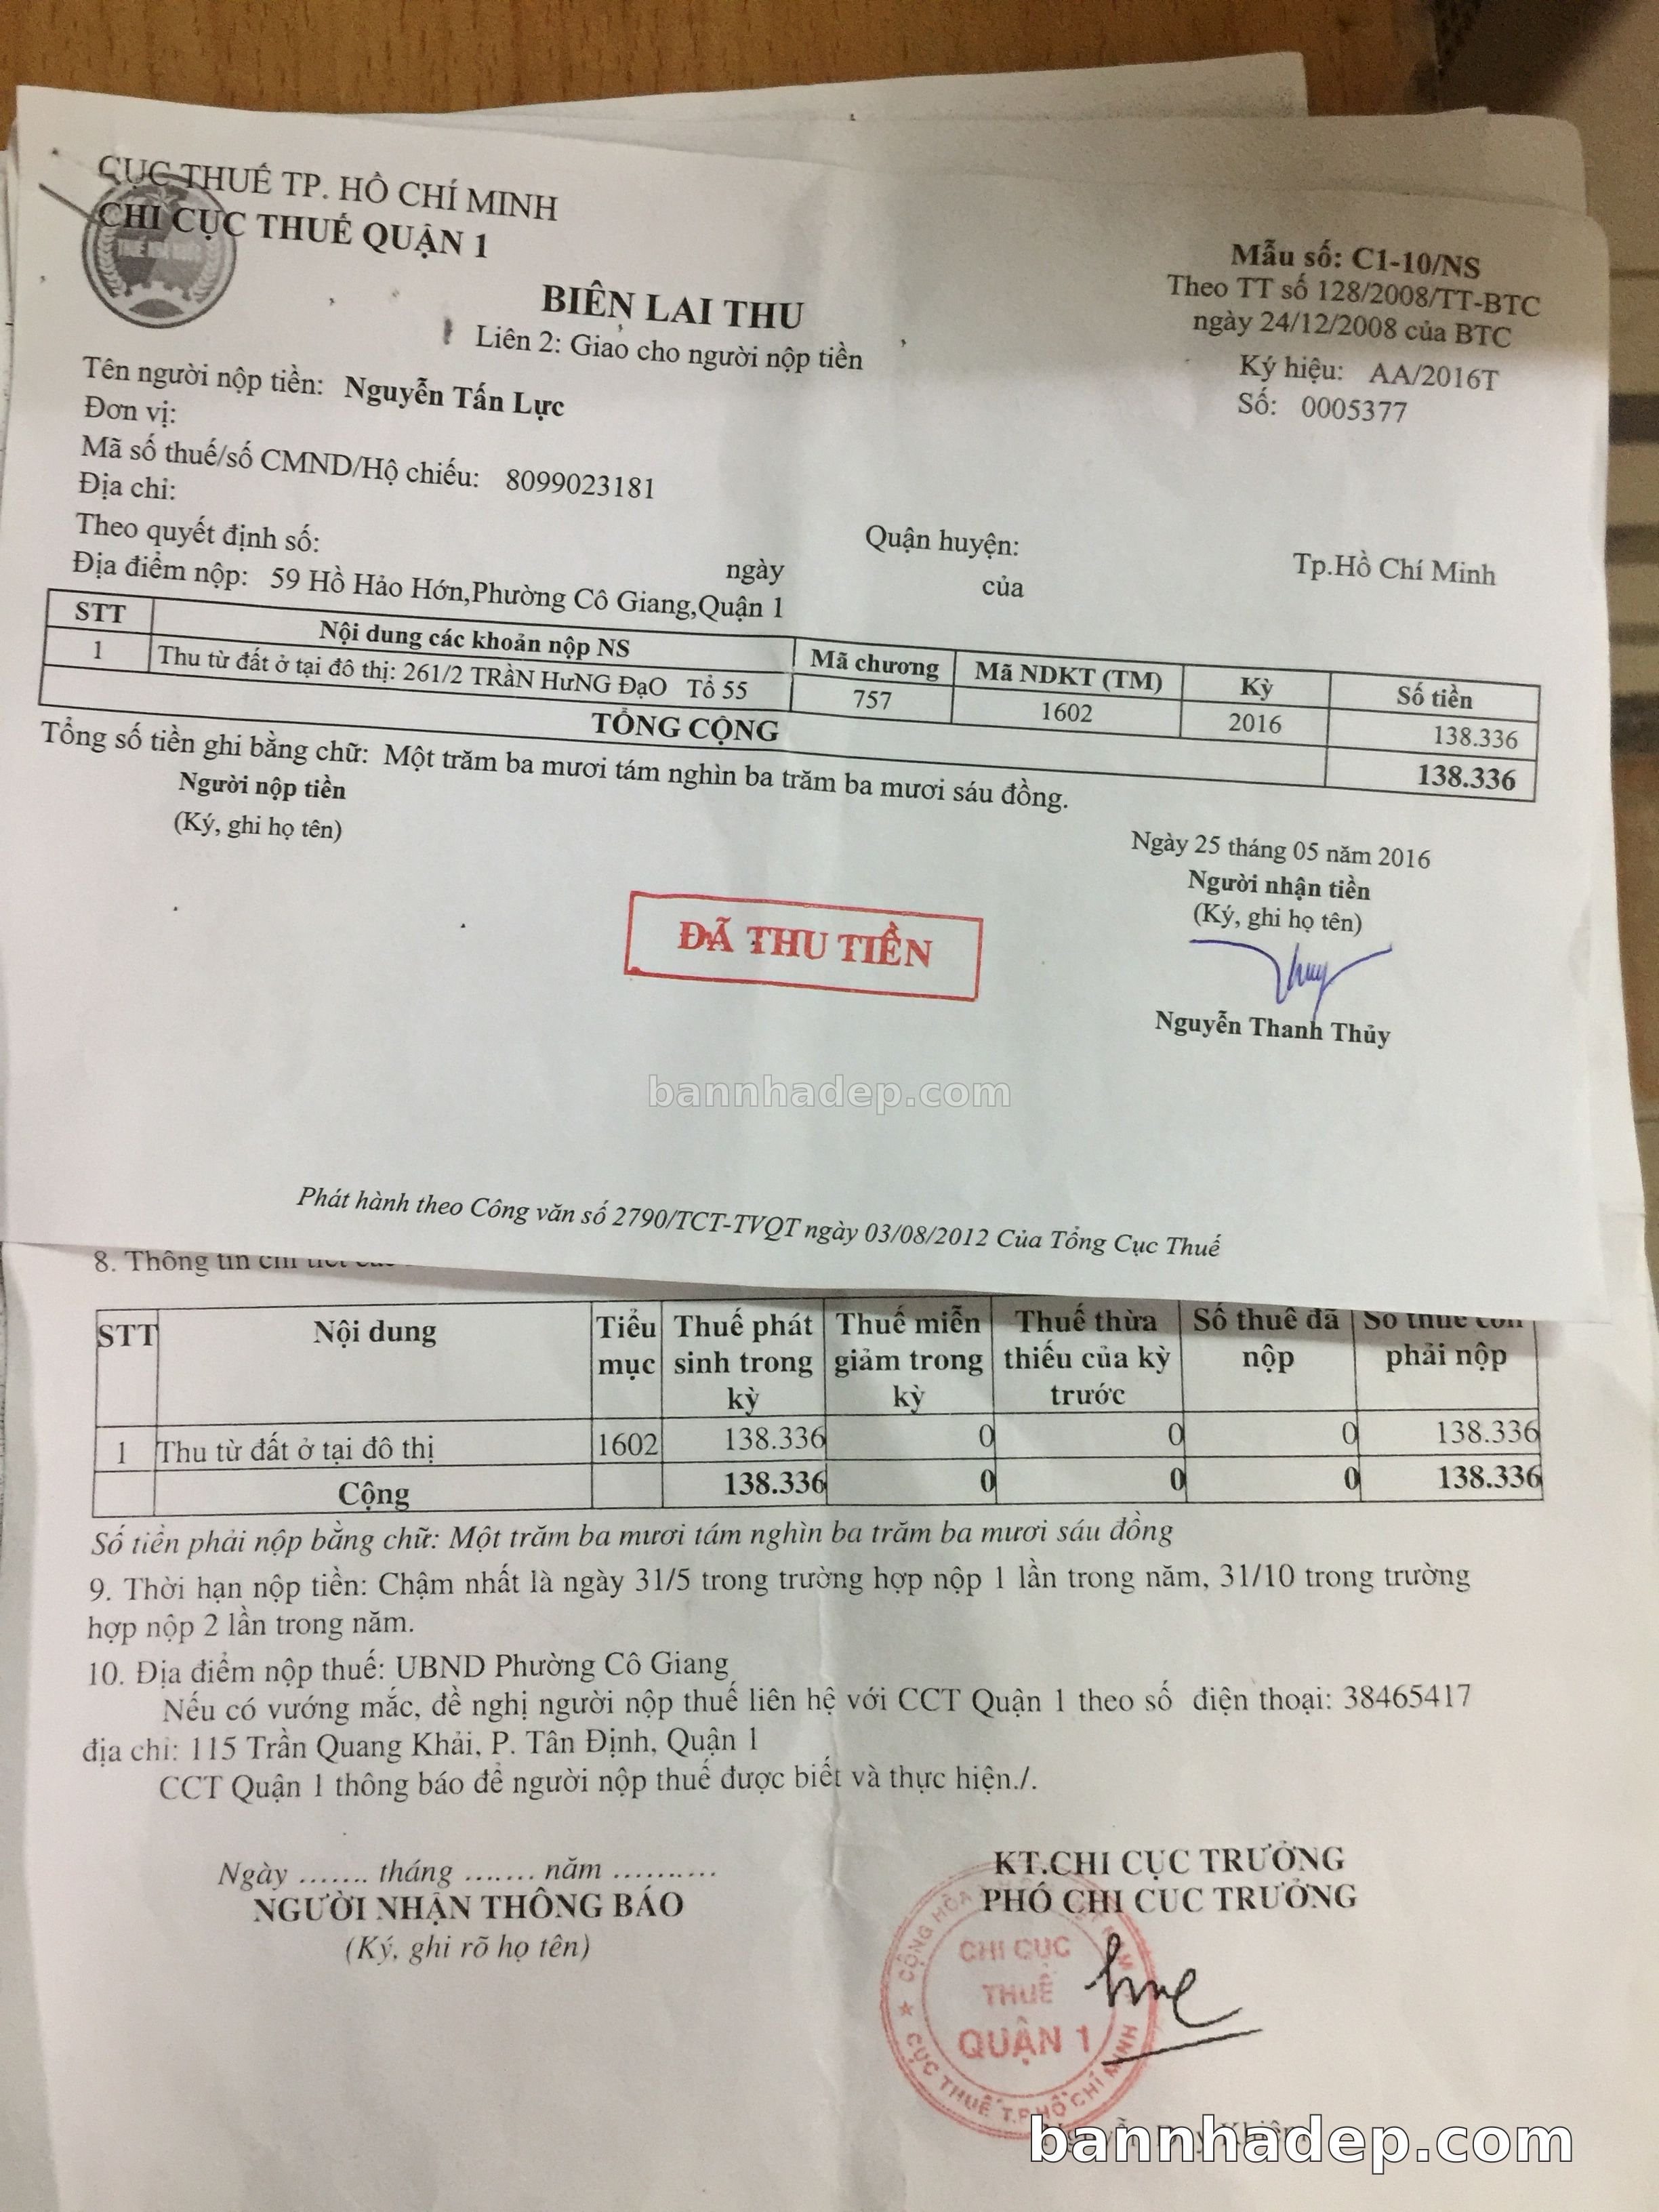 CỤC THUẾ TP. HỒ CHÍ MINH
CHI CỤC THUẾ QUẬN 1
Mẫu số: C1-10/NS
Theo TT số 128/2008/TT-BTC
ngày 24/12/2008 của BTC
BIÊN LAI THU
Liên 2: Giao cho người nộp tiền
Ký hiệu: AA/2016T
Số: 0005377
Tên người nộp tiền: Nguyễn Tấn Lực
Đơn vị:
Mã số thuế/số CMND/Hộ chiếu: 8099023181
Địa chỉ:
Quận huyện: Tp.Hồ Chí Minh
Theo quyết định số: ngày của
Địa điểm nộp: 59 Hồ Hảo Hớn,Phường Cô Giang,Quận 1
STT Nội dung các khoản nộp NS Mã chương Mã NDKT (TM) Kỳ Số tiền
1 Thu từ đất ở tại đô thị: 261/2 TRầN HưNG ĐạO Tổ 55 757 1602 2016 138.336
TỔNG CỘNG 138.336
Tổng số tiền ghi bằng chữ: Một trăm ba mươi tám nghìn ba trăm ba mươi sáu đồng.
Người nộp tiền
(Ký, ghi họ tên)
Ngày 25 tháng 05 năm 2016
Người nhận tiền
(Ký, ghi họ tên)
ĐÃ THU TIỀN
Thuy
Nguyễn Thanh Thủy
bannhadep.com
Phát hành theo Công văn số 2790/TCT-TVQT ngày 03/08/2012 Của Tổng Cục Thuế
8. Thông tin chi tiết
STT Nội dung Tiểu mục Thuế phát sinh trong kỳ Thuế miễn giảm trong kỳ Thuế thừa thiếu của kỳ trước Số thuế đã nộp Số thuế còn phải nộp
1 Thu từ đất ở tại đô thị 1602 138.336 0 0 0 138.336
Cộng 138.336 0 0 0 138.336
Số tiền phải nộp bằng chữ: Một trăm ba mươi tám nghìn ba trăm ba mươi sáu đồng
9. Thời hạn nộp tiền: Chậm nhất là ngày 31/5 trong trường hợp nộp 1 lần trong năm, 31/10 trong trường
hợp nộp 2 lần trong năm.
10. Địa điểm nộp thuế: UBND Phường Cô Giang
Nếu có vướng mắc, đề nghị người nộp thuế liên hệ với CCT Quận 1 theo số điện thoại: 38465417
địa chỉ: 115 Trần Quang Khải, P. Tân Định, Quận 1
CCT Quận 1 thông báo để người nộp thuế được biết và thực hiện./.
Ngày ....... tháng ....... năm ..........
NGƯỜI NHẬN THÔNG BÁO
(Ký, ghi rõ họ tên)
KT.CHI CỤC TRƯỞNG
PHÓ CHI CỤC TRƯỞNG
CHI CỤC
THUẾ
QUẬN 1
CỤC THUẾ T.P HỒ CHÍ MINH
bannhadep.com